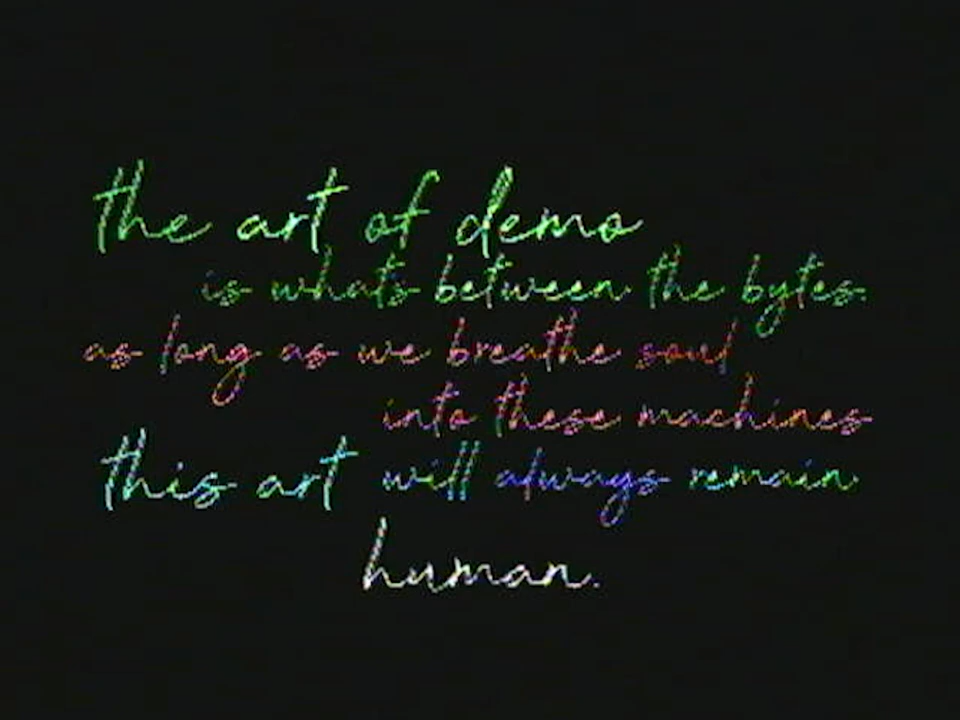 the art of demo
is whats between the bytes.
as long as we breathe soul
into these machines
this art will always remain
human.